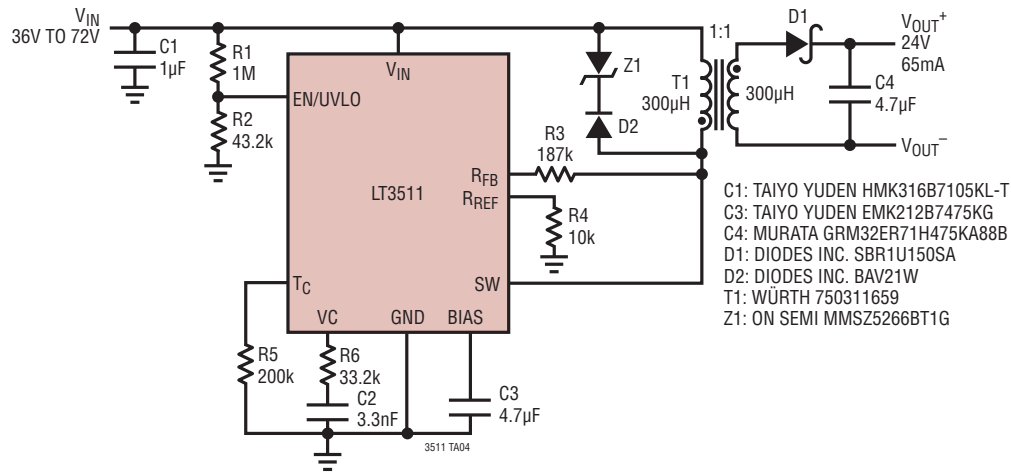 VIN
36V TO 72V
C1
1µF
R1
1M
R2
43.2k
VIN
EN/UVLO
LT3511
RFB
RREF
SW
TC
VC
GND
BIAS
Z1
D2
R3
187k
R4
10k
1:1
T1
300µH
300µH
D1
VOUT+
24V
65mA
C4
4.7µF
VOUT–
R5
200k
R6
33.2k
C2
3.3nF
C3
4.7µF
3511 TA04
C1: TAIYO YUDEN HMK316B7105KL-T
C3: TAIYO YUDEN EMK212B7475KG
C4: MURATA GRM32ER71H475KA88B
D1: DIODES INC. SBR1U150SA
D2: DIODES INC. BAV21W
T1: WÜRTH 750311659
Z1: ON SEMI MMSZ5266BT1G